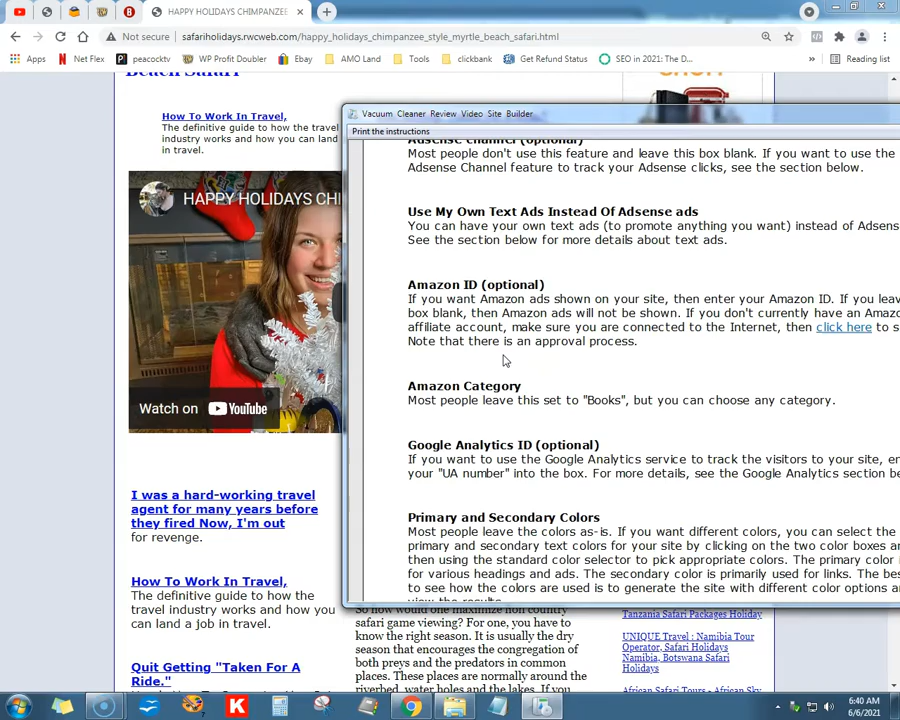 HAPPY HOLIDAYS CHIMPANZEE
Not secure safariholidays.rwcweb.com/happy_holidays_chimpanzee_style_myrtle_beach_safari.html
Apps Net Flex peacocktv WP Profit Doubler Ebay AMO Land Tools clickbank Get Refund Status SEO in 2021: The D... » Reading list
Beach Safari
How To Work In Travel,
The definitive guide to how the travel
industry works and how you can land
in travel.
HAPPY HOLIDAYS CHI
Watch on YouTube
I was a hard-working travel
agent for many years before
they fired Now, I'm out
for revenge.
How To Work In Travel,
The definitive guide to how the
travel industry works and how you
can land a job in travel.
Quit Getting "Taken For A
Ride."
Vacuum Cleaner Review Video Site Builder
Print the instructions
Adsense Channel (optional)
Most people don't use this feature and leave this box blank. If you want to use the
Adsense Channel feature to track your Adsense clicks, see the section below.
Use My Own Text Ads Instead Of Adsense ads
You can have your own text ads (to promote anything you want) instead of Adsens
See the section below for more details about text ads.
Amazon ID (optional)
If you want Amazon ads shown on your site, then enter your Amazon ID. If you leav
box blank, then Amazon ads will not be shown. If you don't currently have an Amazo
affiliate account, make sure you are connected to the Internet, then click here to s
Note that there is an approval process.
Amazon Category
Most people leave this set to "Books", but you can choose any category.
Google Analytics ID (optional)
If you want to use the Google Analytics service to track the visitors to your site, en
your "UA number" into the box. For more details, see the Google Analytics section be
Primary and Secondary Colors
Most people leave the colors as-is. If you want different colors, you can select the
primary and secondary text colors for your site by clicking on the two color boxes a
then using the standard color selector to pick appropriate colors. The primary color i
for various headings and ads. The secondary color is primarily used for links. The bes
to see how the colors are used is to generate the site with different color options a
view the results.
So how would one maximize non country
safari game viewing? For one, you have to
know the right season. It is usually the dry
season that encourages the congregation of
both preys and the predators in common
places. These places are normally around the
riverbed, water holes and the lakes. If you
Tanzania Safari Packages Holiday
UNIQUE Travel : Namibia Tour
Operator, Safari Holidays
Namibia, Botswana Safari
Holidays
African Safari Tours - African Sky
6:40 AM
6/6/2021